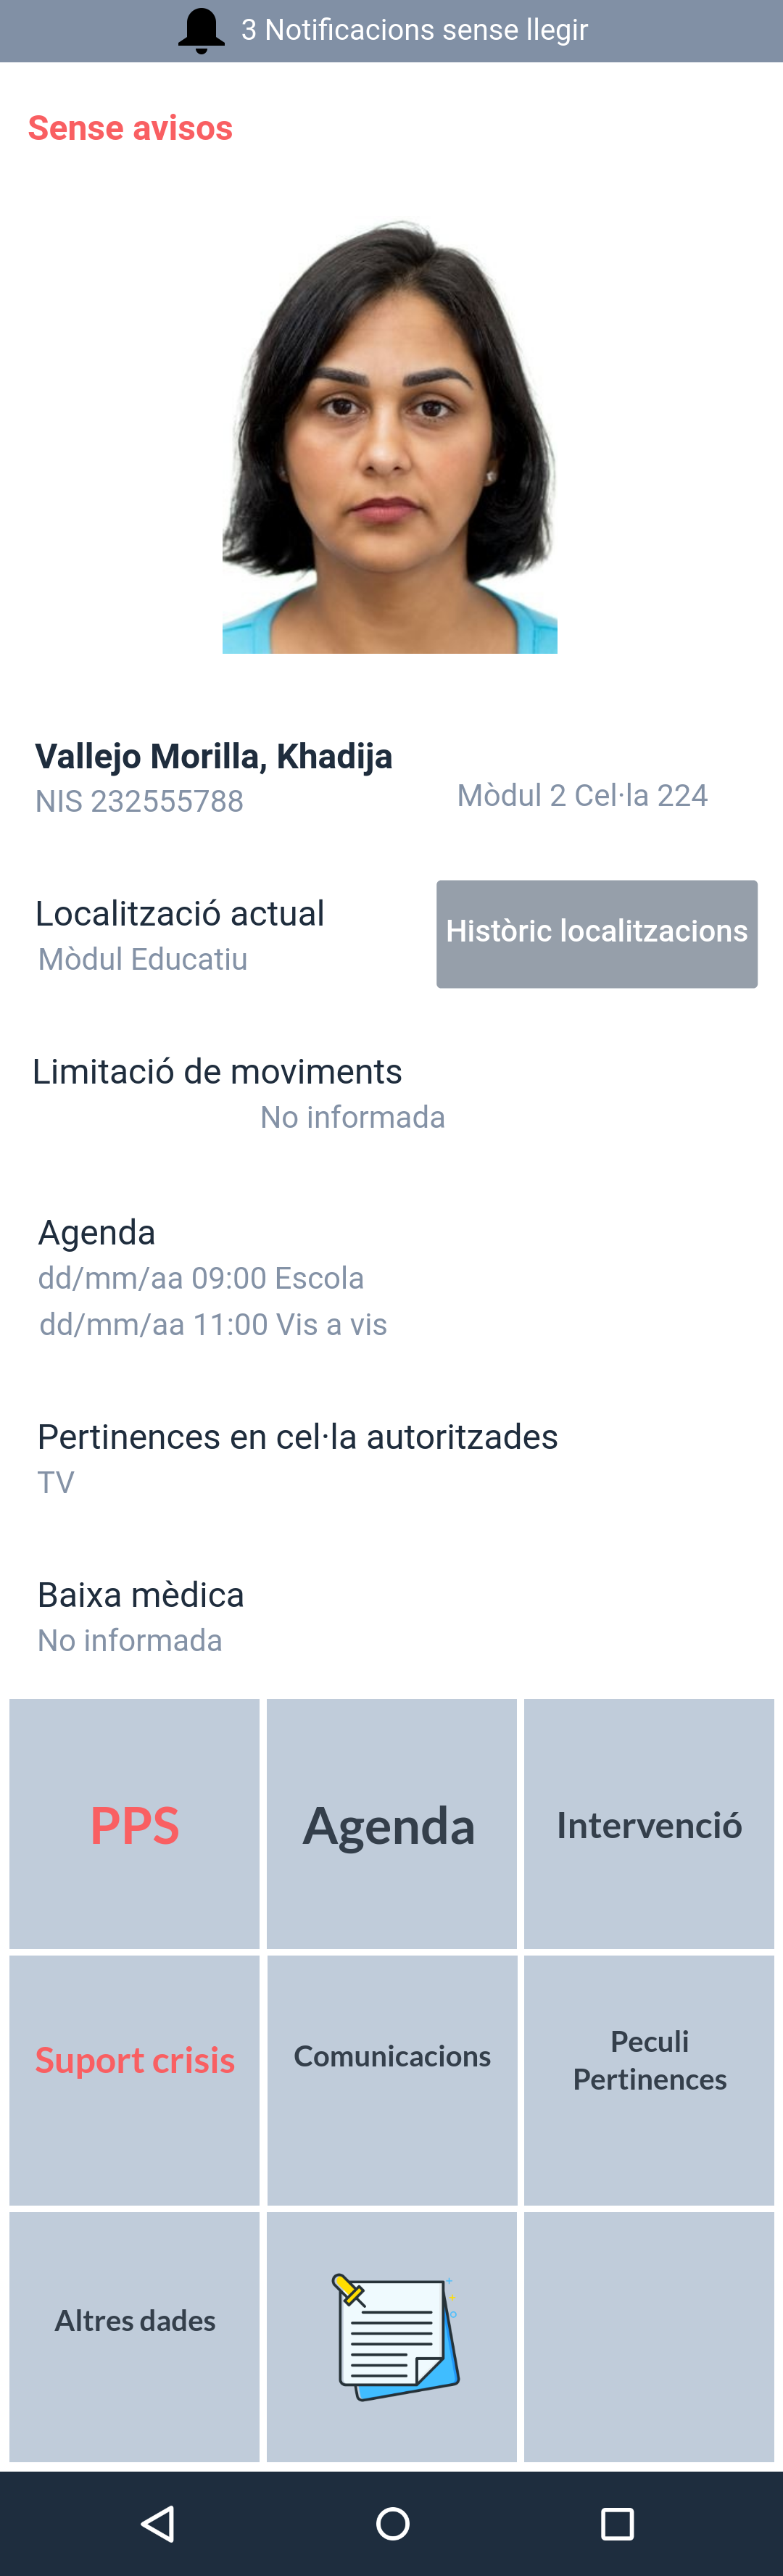 3 Notificacions sense llegir
Sense avisos
Vallejo Morilla, Khadija
NIS 232555788
Mòdul 2 Cel·la 224
Localització actual
Mòdul Educatiu
Històric localitzacions
Limitació de moviments
No informada
Agenda
dd/mm/aa 09:00 Escola
dd/mm/aa 11:00 Vis a vis
Pertinences en cel·la autoritzades
TV
Baixa mèdica
No informada
PPS
Agenda
Intervenció
Suport crisis
Comunicacions
Peculi
Pertinences
Altres dades